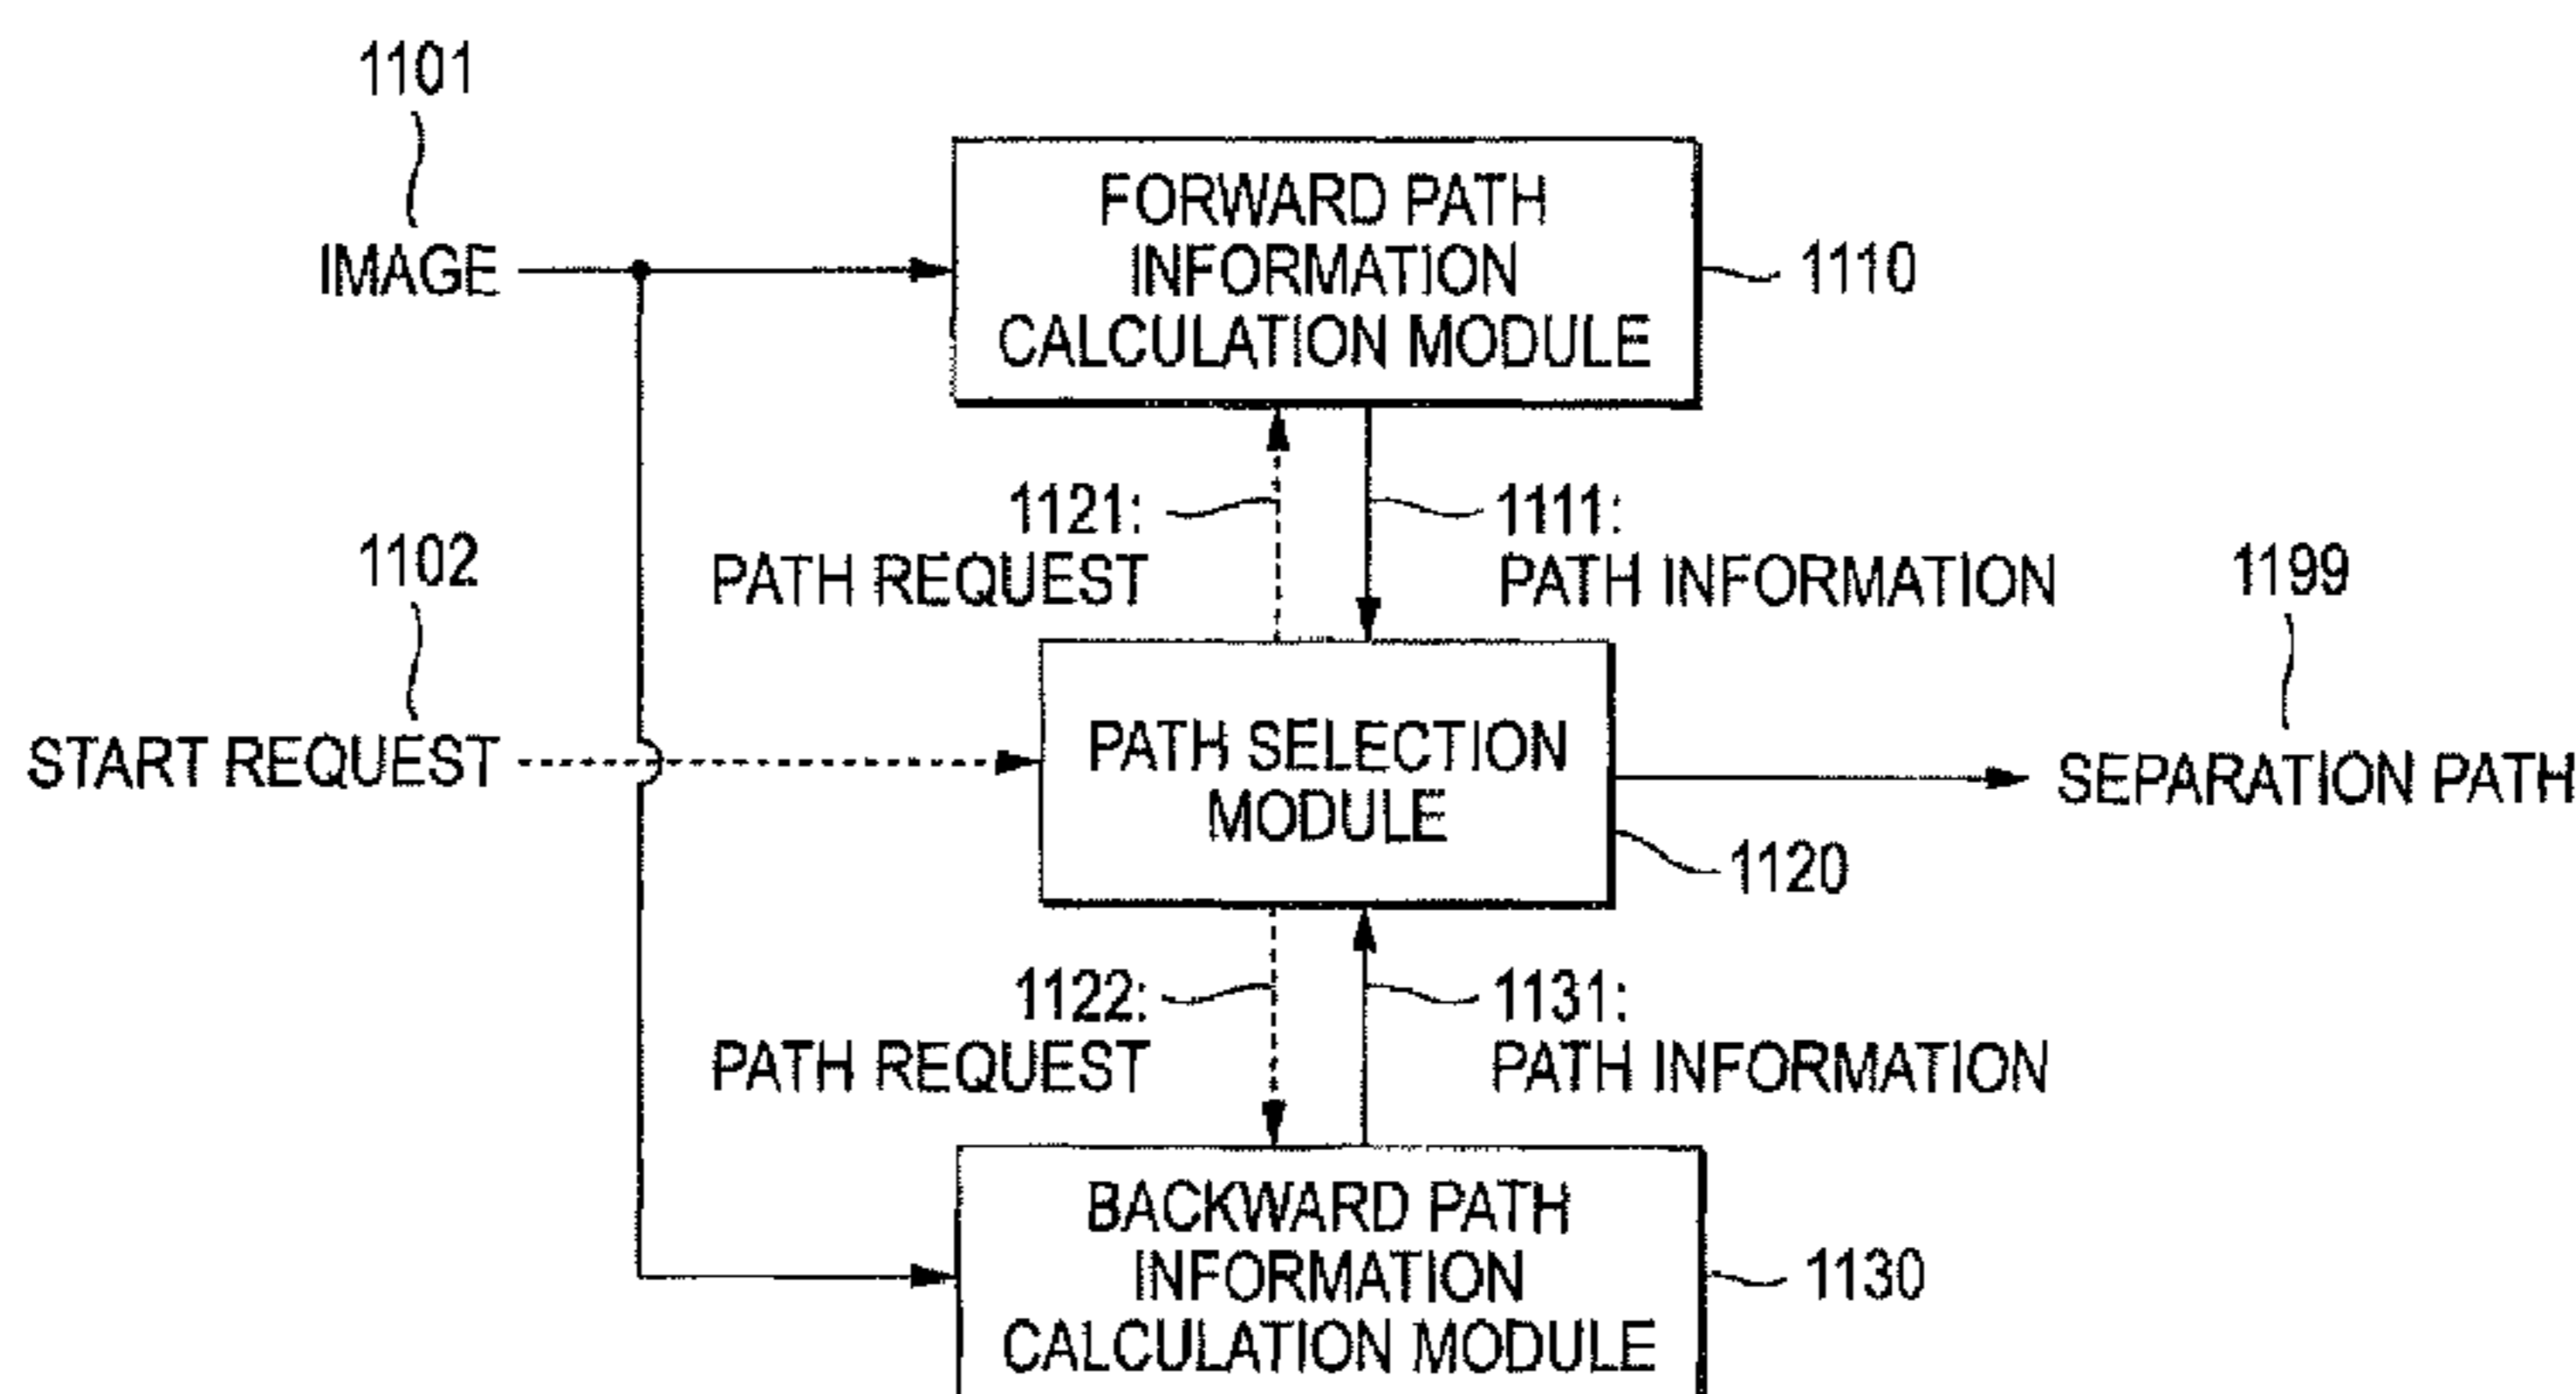 1101
IMAGE
FORWARD PATH
INFORMATION
CALCULATION MODULE
1110
1121:
PATH REQUEST
1111:
PATH INFORMATION
1102
START REQUEST
PATH SELECTION
MODULE
1120
1199
SEPARATION PATH
1122:
PATH REQUEST
1131:
PATH INFORMATION
BACKWARD PATH
INFORMATION
CALCULATION MODULE
1130